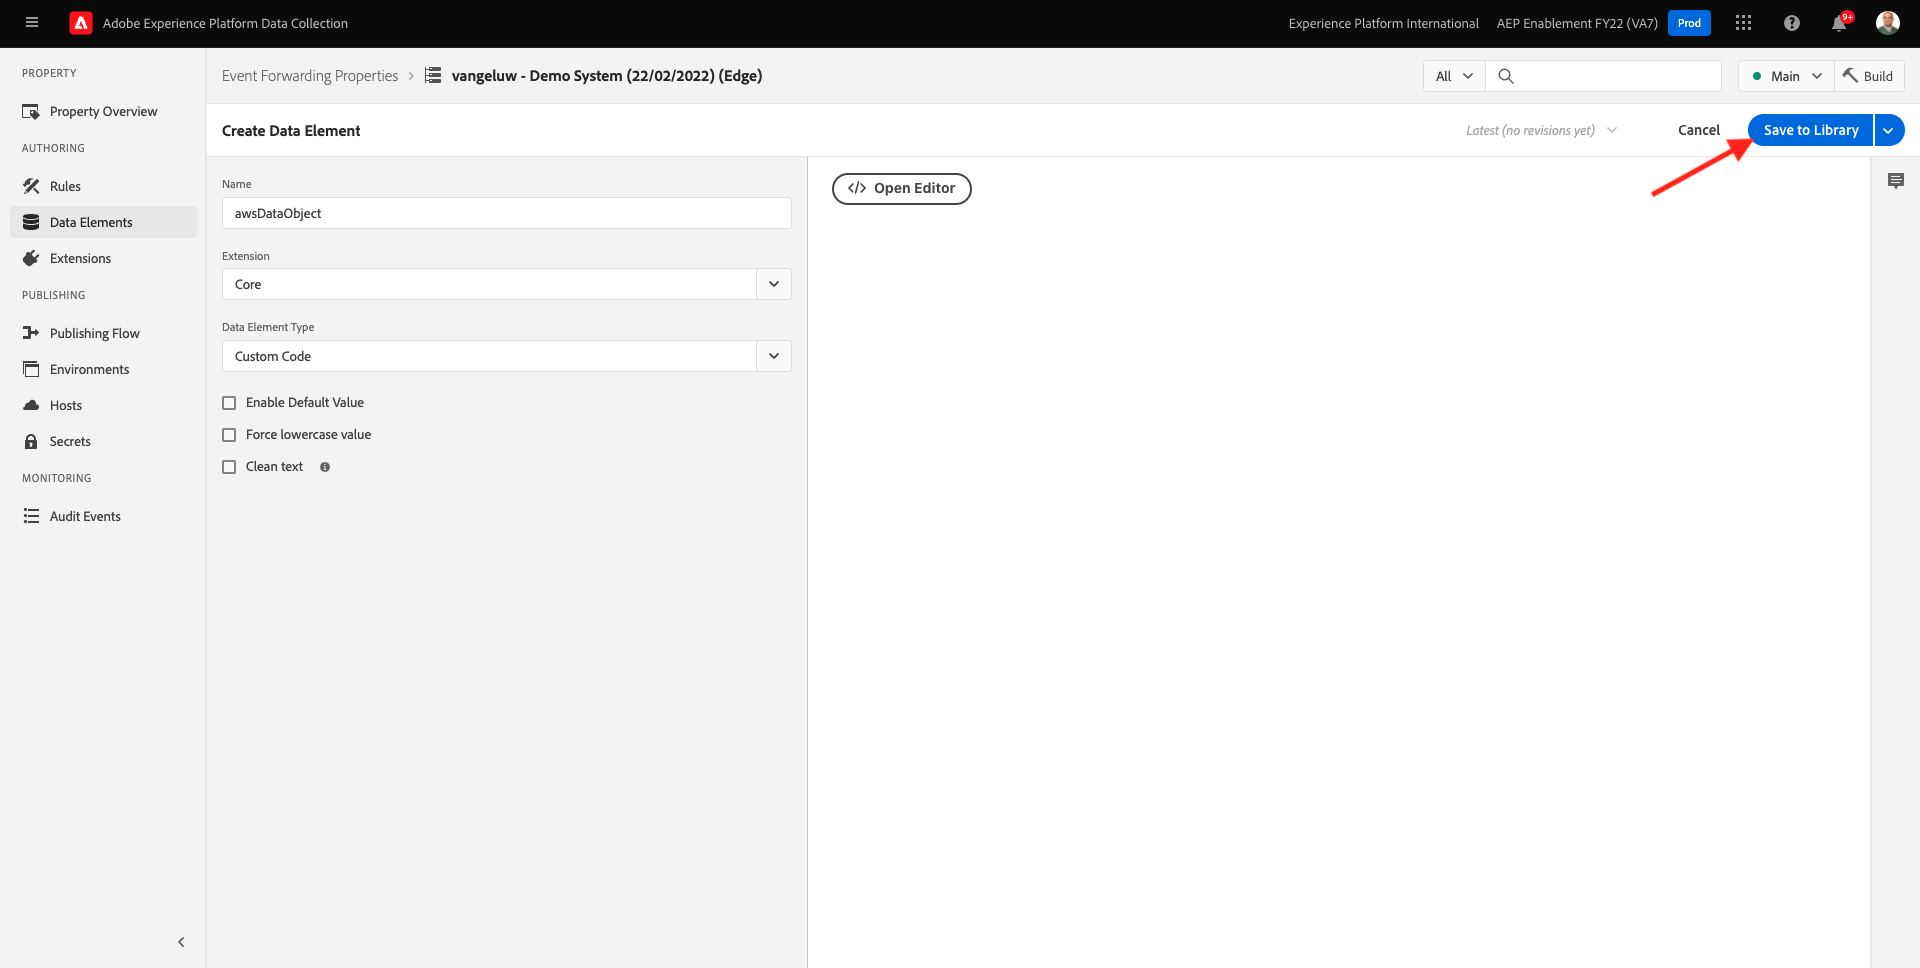 Adobe Experience Platform Data Collection
Experience Platform International
AEP Enablement FY22 (VA7)
Prod
9+
PROPERTY
Property Overview
AUTHORING
Rules
Data Elements
Extensions
PUBLISHING
Publishing Flow
Environments
Hosts
Secrets
MONITORING
Audit Events
Event Forwarding Properties
vangeluw - Demo System (22/02/2022) (Edge)
All
Main
Build
Create Data Element
Latest (no revisions yet)
Cancel
Save to Library
Name
awsDataObject
Extension
Core
Data Element Type
Custom Code
Enable Default Value
Force lowercase value
Clean text
</> Open Editor